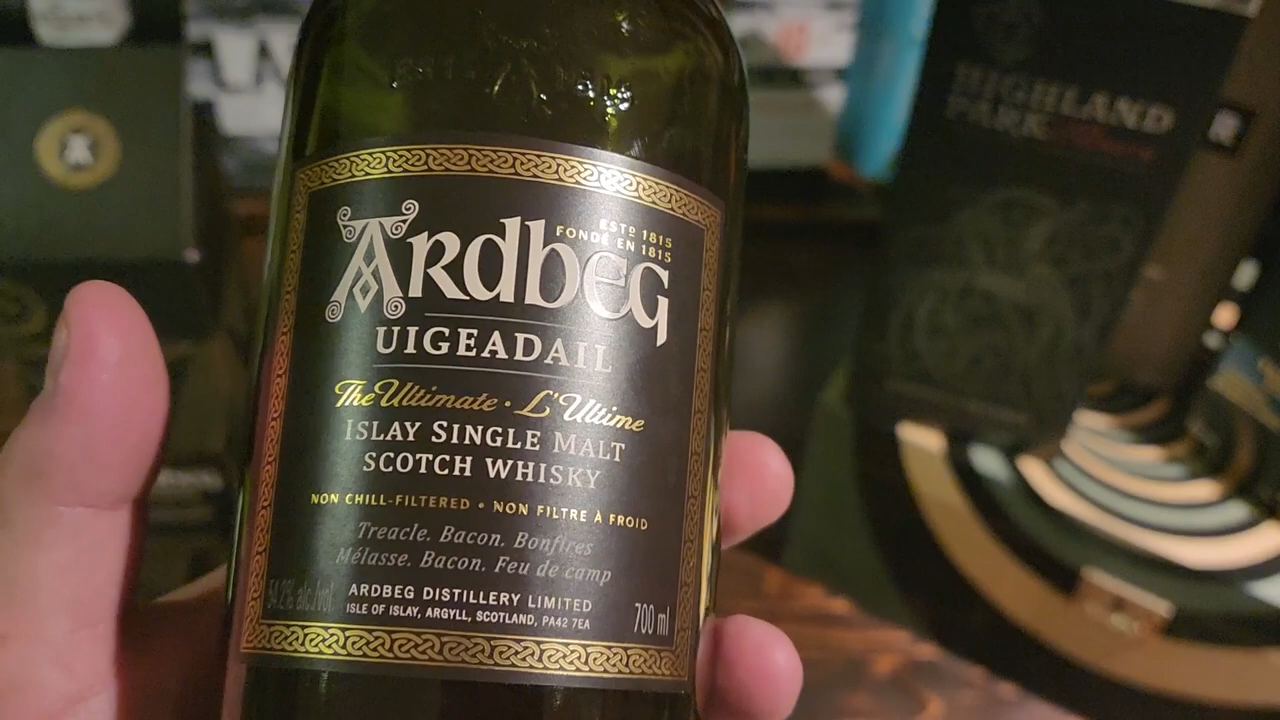 ARDBEG
ESTD 1815
FONDÉ EN 1815
UIGEADAIL
The Ultimate · L'Ultime
ISLAY SINGLE MALT
SCOTCH WHISKY
NON CHILL-FILTERED • NON FILTRÉ À FROID
Treacle. Bacon. Bonfires
Mélasse. Bacon. Feu de camp
54.2% alc./vol.
ARDBEG DISTILLERY LIMITED
ISLE OF ISLAY, ARGYLL, SCOTLAND, PA42 7EA
700 ml
A
HIGHLAND
PARK
R